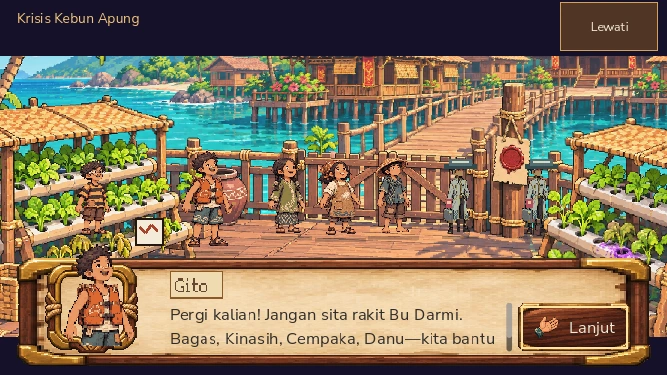 Krisis Kebun Apung
Lewati
Gito
Pergi kalian! Jangan sita rakit Bu Darmi.
Bagas, Kinasih, Cempaka, Danu—kita bantu
Lanjut